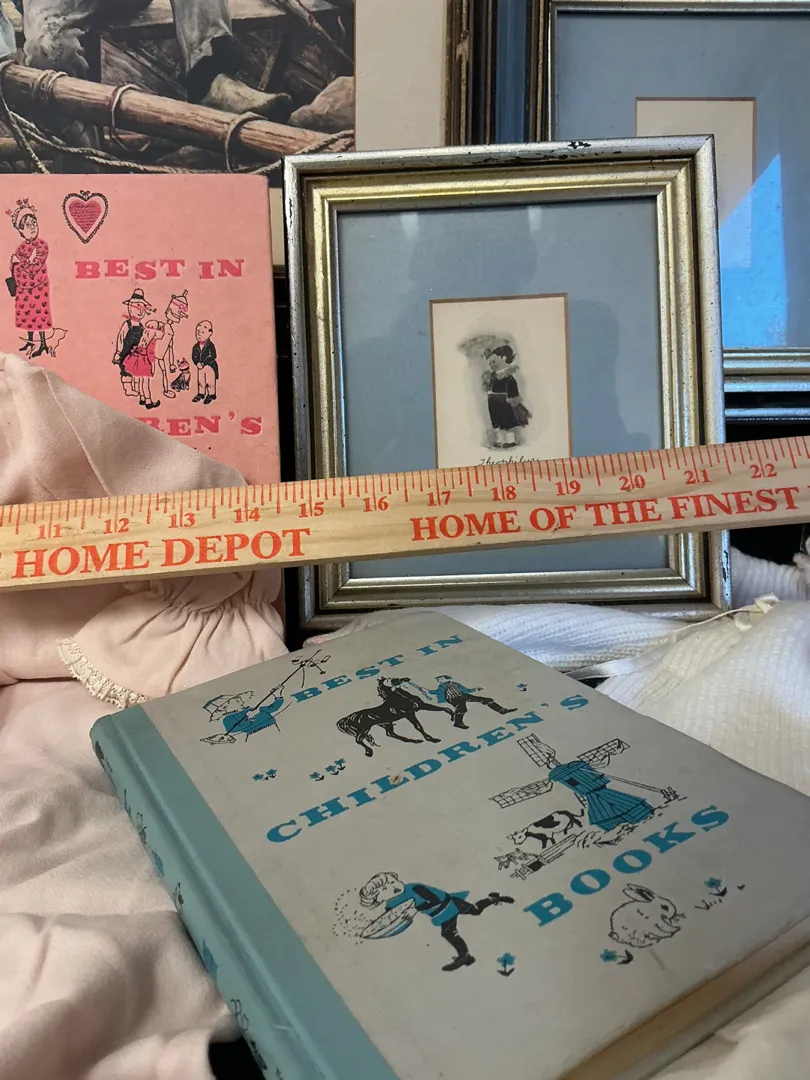 BEST IN
REN'S
11 12 13 14 15 16 17 18 19 20 21 22
HOME DEPOT HOME OF THE FINEST
BEST IN
CHILDREN'S
BOOKS